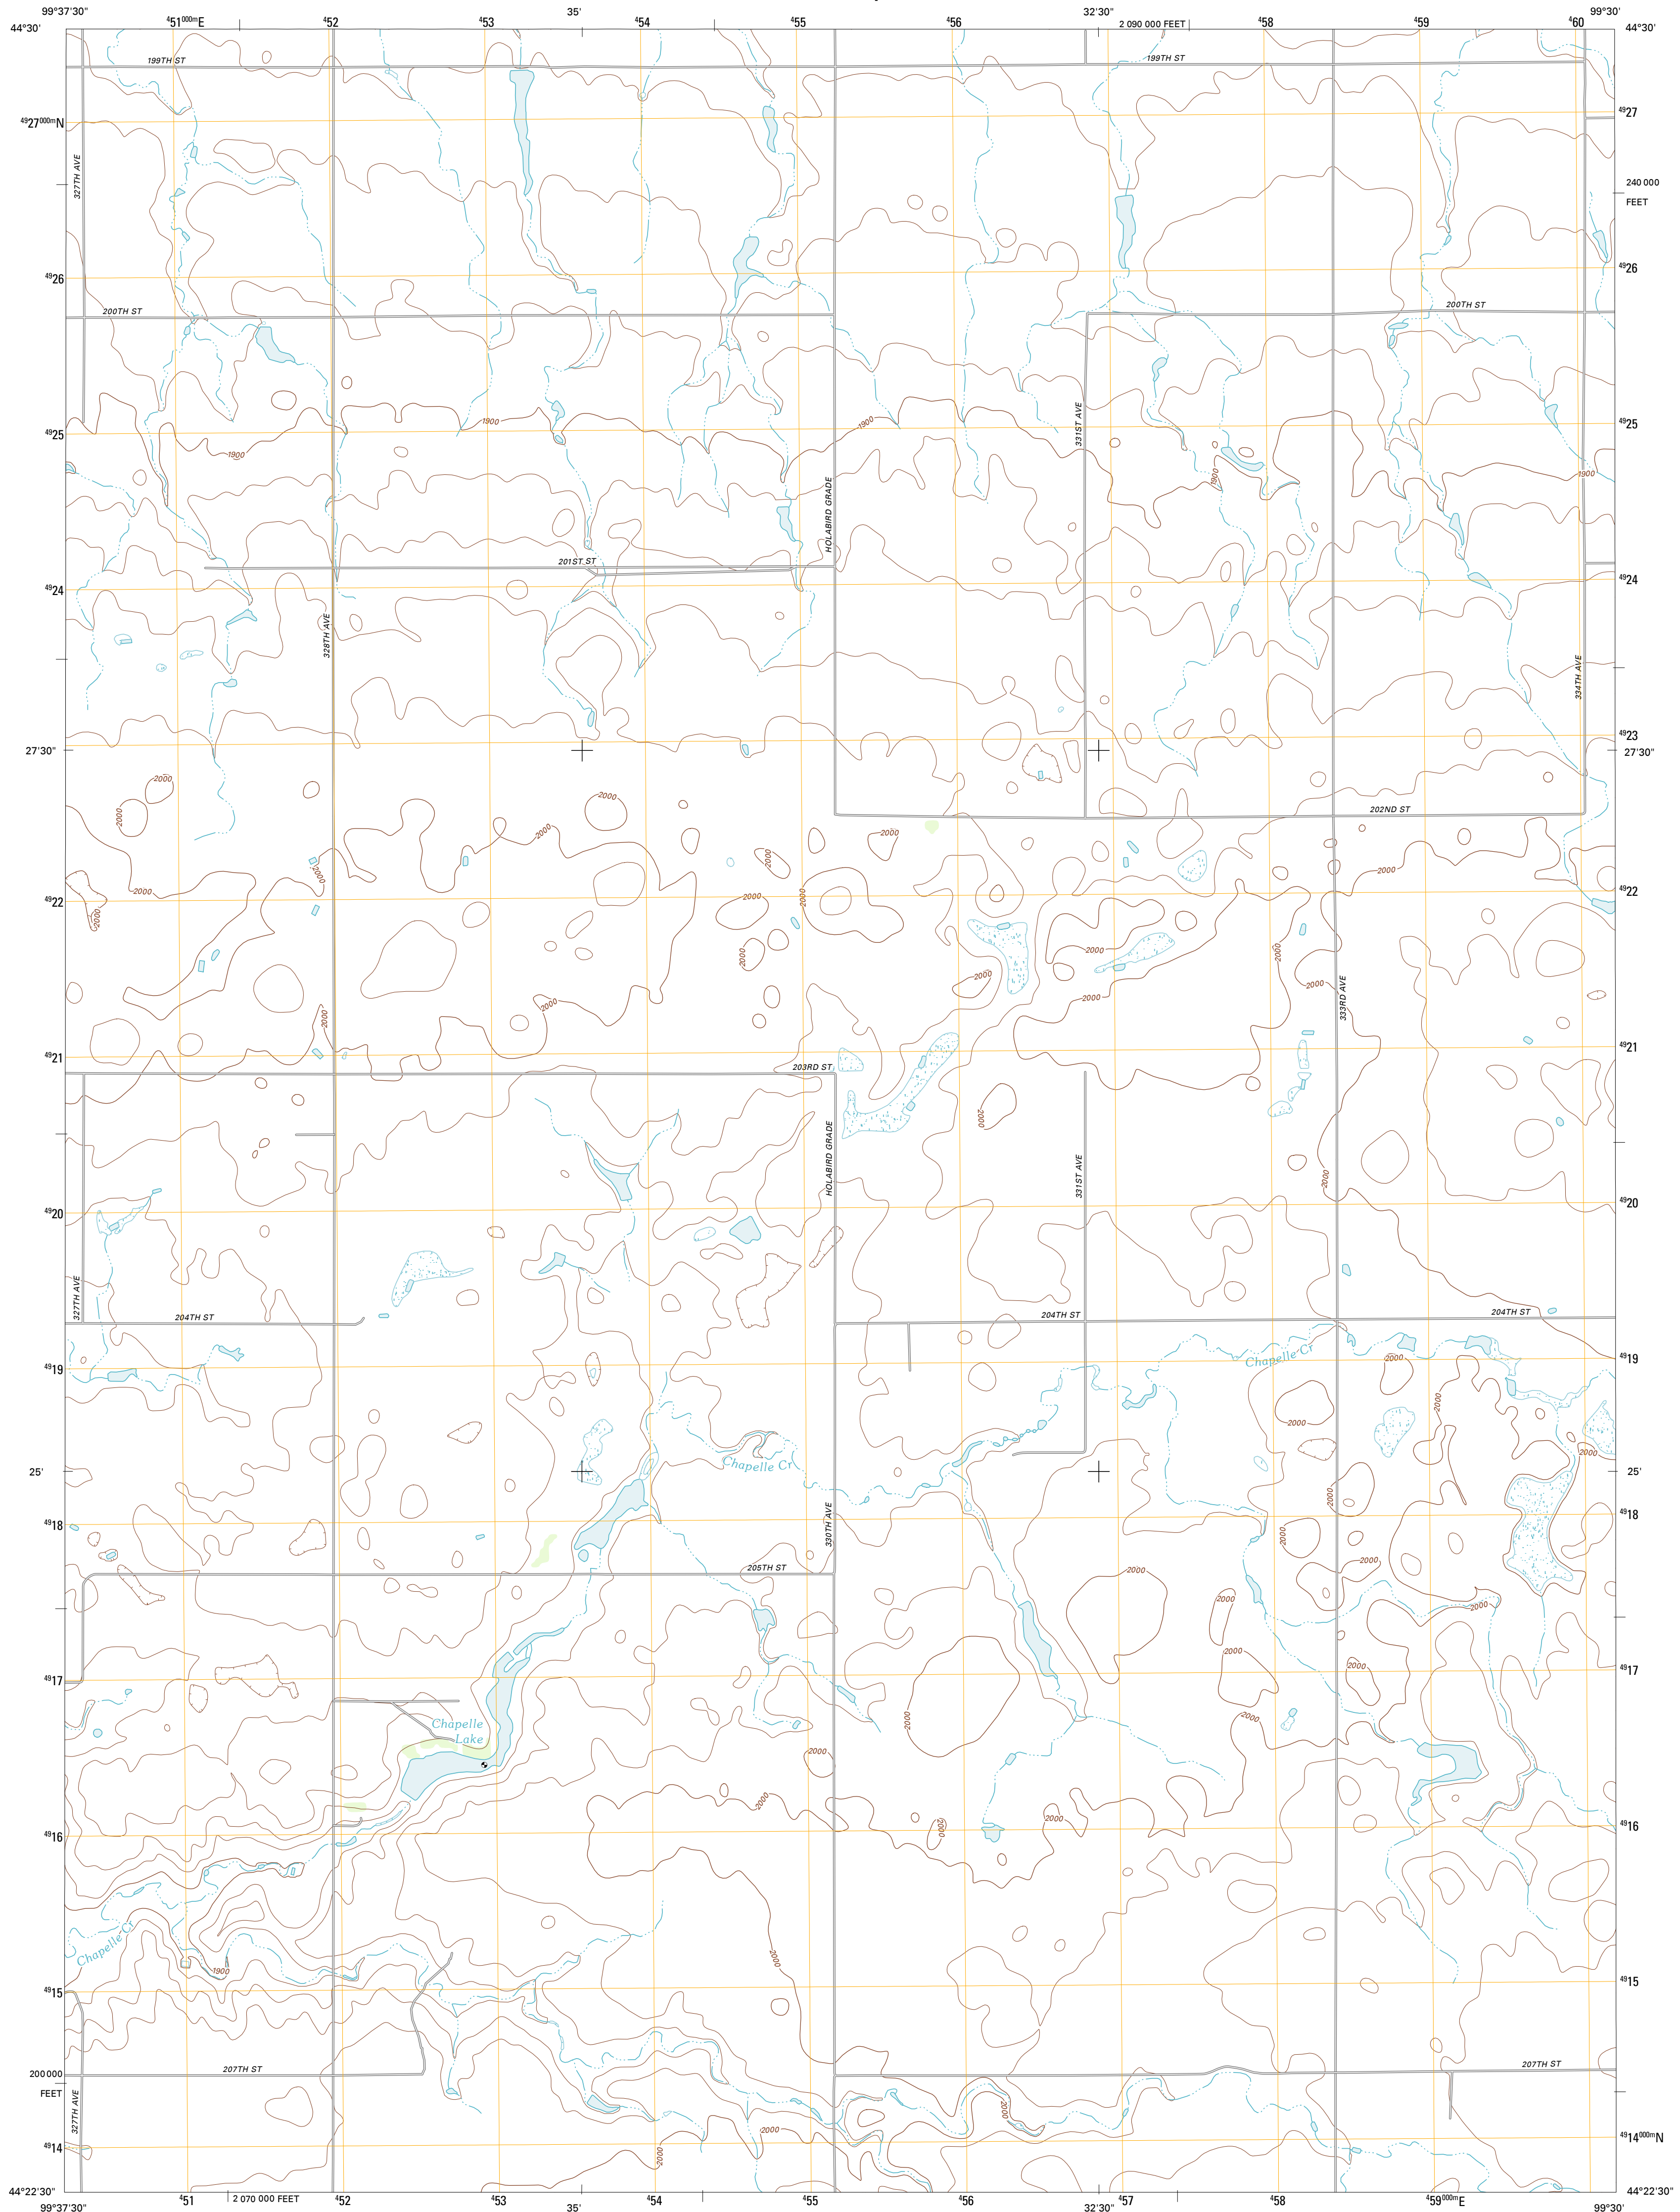 99°37'30" ⁴51⁰⁰⁰ᵐE ⁴52 ⁴53 35' ⁴54 ⁴55 ⁴56 32'30" 2 090 000 FEET ⁴58 ⁴59 ⁴60 99°30'
44°30' 44°30'
199TH ST 199TH ST
⁴⁹27⁰⁰⁰ᵐN ⁴⁹27
327TH AVE
240 000
FEET
⁴⁹26 ⁴⁹26
200TH ST 200TH ST
1900 1900
331ST AVE
⁴⁹25 ⁴⁹25
1900 1900 1900
HOLABIRD GRADE
201ST ST
⁴⁹24 ⁴⁹24
328TH AVE
334TH AVE
⁴⁹23
27'30" 27'30"
2000 2000
2000 2000
202ND ST
2000
2000
2000 2000
2000 2000 2000
⁴⁹22 ⁴⁹22
2000
2000 2000
2000 2000
2000 2000
2000 2000
333RD AVE
2000
⁴⁹21 ⁴⁹21
203RD ST
2000
HOLABIRD GRADE
331ST AVE
2000
⁴⁹20 ⁴⁹20
327TH AVE
204TH ST 204TH ST 204TH ST
Chapelle Cr
⁴⁹19 2000 ⁴⁹19
2000
2000
2000
Chapelle Cr
25' 25'
2000
⁴⁹18 ⁴⁹18
330TH AVE
2000
205TH ST 2000 2000
2000 2000
2000
⁴⁹17 2000 ⁴⁹17
2000 2000
Chapelle
Lake
2000
2000 2000
2000
⁴⁹16 ⁴⁹16
Chapelle Cr
2000
1900
⁴⁹15 ⁴⁹15
200 000
FEET
207TH ST 207TH ST
327TH AVE
2000
2000
⁴⁹14 ⁴⁹14⁰⁰⁰ᵐN
2000
44°22'30" 44°22'30"
99°37'30" ⁴51 2 070 000 FEET ⁴52 ⁴53 35' ⁴54 ⁴55 ⁴56 32'30" ⁴57 ⁴58 ⁴59⁰⁰⁰ᵐE 99°30'